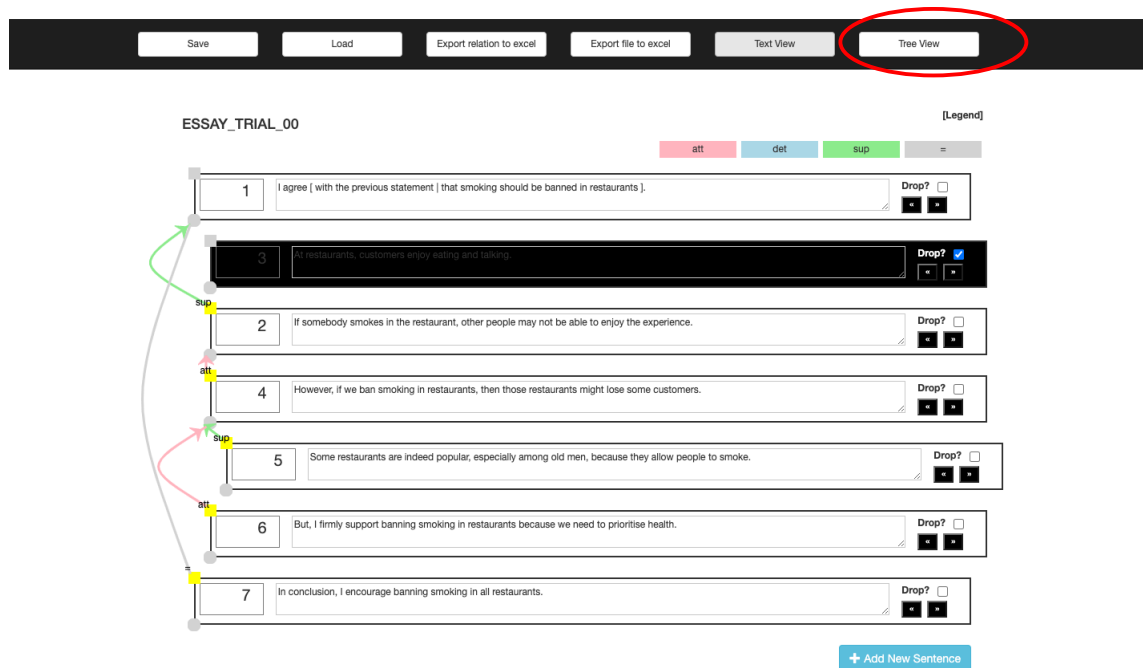 Save Load Export relation to excel Export file to excel Text View Tree View
[Legend]
ESSAY_TRIAL_00
att det sup =
1 I agree [ with the previous statement | that smoking should be banned in restaurants ]. Drop?
« »
3 At restaurants, customers enjoy eating and talking. Drop?
« »
sup
2 If somebody smokes in the restaurant, other people may not be able to enjoy the experience. Drop?
« »
att
4 However, if we ban smoking in restaurants, then those restaurants might lose some customers. Drop?
« »
sup
5 Some restaurants are indeed popular, especially among old men, because they allow people to smoke. Drop?
« »
att
6 But, I firmly support banning smoking in restaurants because we need to prioritise health. Drop?
« »
=
7 In conclusion, I encourage banning smoking in all restaurants. Drop?
« »
+ Add New Sentence